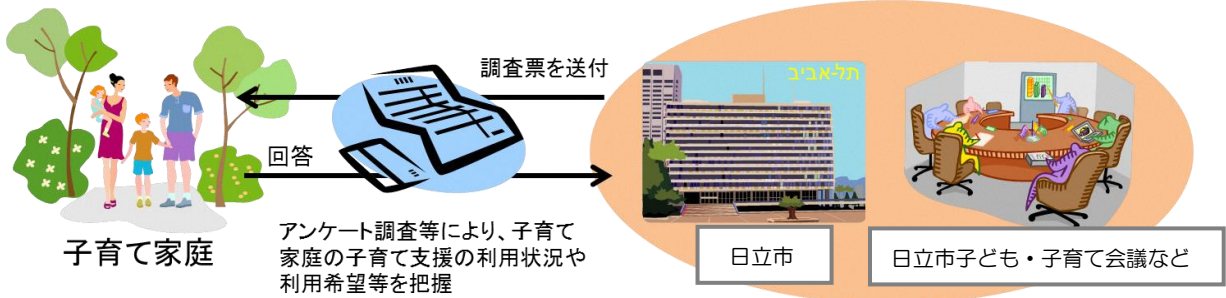 調査票を送付
תל-אביב
回答
子育て家庭
アンケート調査等により、子育て
家庭の子育て支援の利用状況や
利用希望等を把握
日立市
日立市子ども・子育て会議など